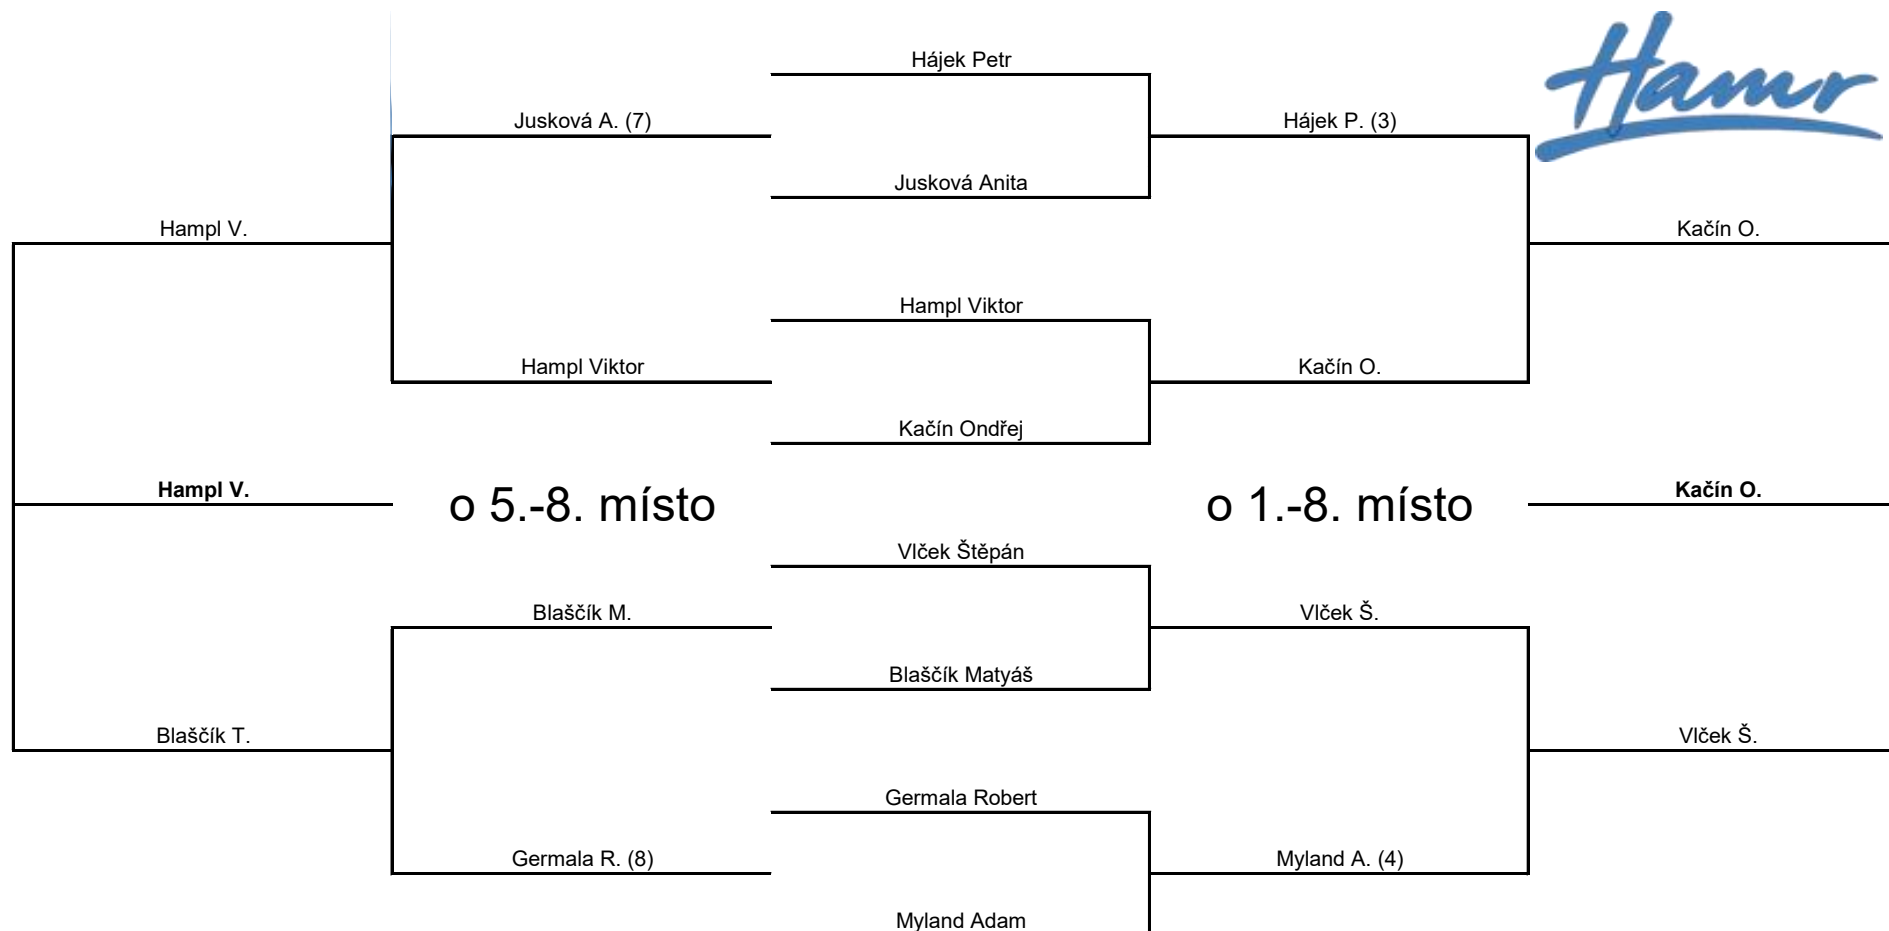 Hamr
Hájek Petr
Jusková A. (7)
Hájek P. (3)
Jusková Anita
Hampl V.
Kačín O.
Hampl Viktor
Hampl Viktor
Kačín O.
Kačín Ondřej
Hampl V.
o 5.-8. místo
o 1.-8. místo
Kačín O.
Vlček Štěpán
Blaščík M.
Vlček Š.
Blaščík Matyáš
Blaščík T.
Vlček Š.
Germala Robert
Germala R. (8)
Myland A. (4)
Myland Adam